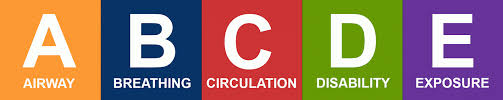 A B C D E
AIRWAY BREATHING CIRCULATION DISABILITY EXPOSURE